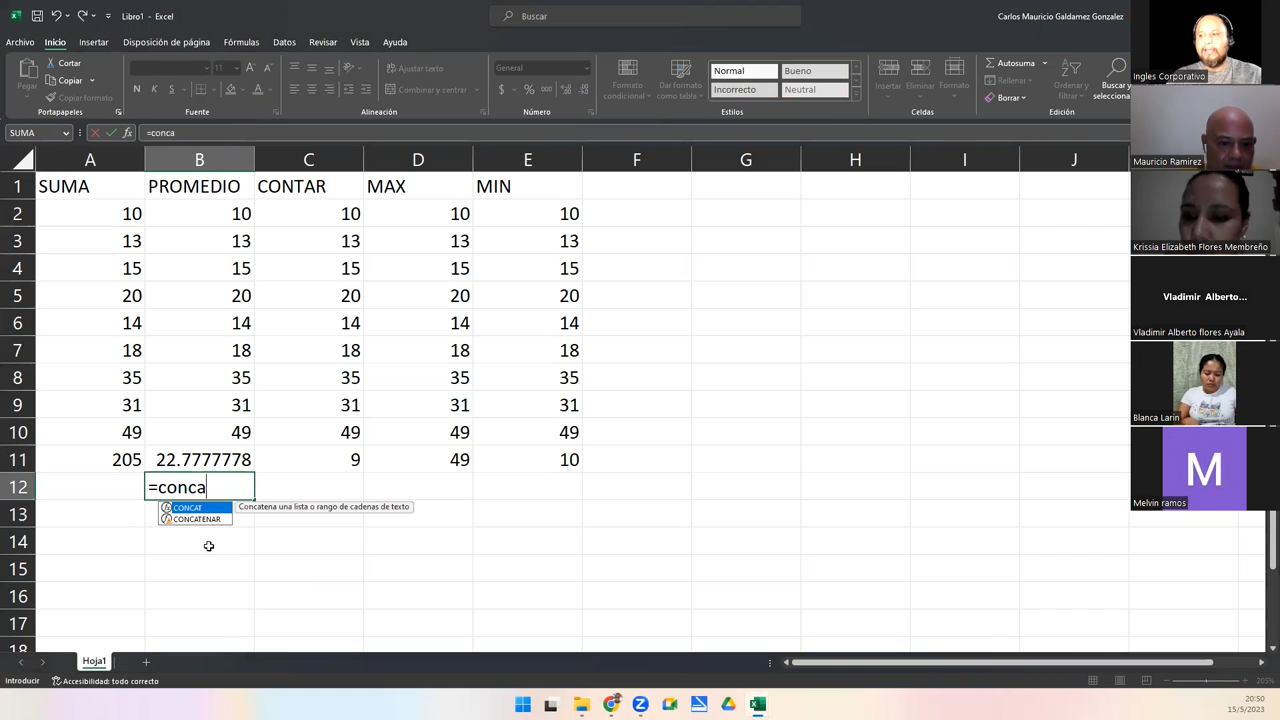 Libro1 - Excel
Buscar
Carlos Mauricio Galdamez Gonzalez
Archivo Inicio Insertar Disposición de página Fórmulas Datos Revisar Vista Ayuda
Pegar
Cortar
Copiar
Copiar formato
Portapapeles
11
N K S
Fuente
Ajustar texto
Combinar y centrar
Alineación
General
Número
Formato condicional
Dar formato como tabla
Normal Bueno
Incorrecto Neutral
Estilos
Insertar Eliminar Formato
Celdas
Autosuma
Rellenar
Borrar
Ordenar y
Buscar y
selecciona
Edición
SUMA
=conca
A B C D E F G H I J
1 SUMA PROMEDIO CONTAR MAX MIN
2 10 10 10 10 10
3 13 13 13 13 13
4 15 15 15 15 15
5 20 20 20 20 20
6 14 14 14 14 14
7 18 18 18 18 18
8 35 35 35 35 35
9 31 31 31 31 31
10 49 49 49 49 49
11 205 22.7777778 9 49 10
12 =conca
CONCAT Concatena una lista o rango de cadenas de texto
CONCATENAR
13
14
15
16
17
18
Hoja1
Introducir
Accesibilidad: todo correcto
205%
20:50
15/5/2023
Ingles Corporativo
Mauricio Ramirez
Krissia Elizabeth Flores Membreño
Vladimir Alberto...
Vladimir Alberto flores Ayala
Blanca Larin
M
Melvin ramos